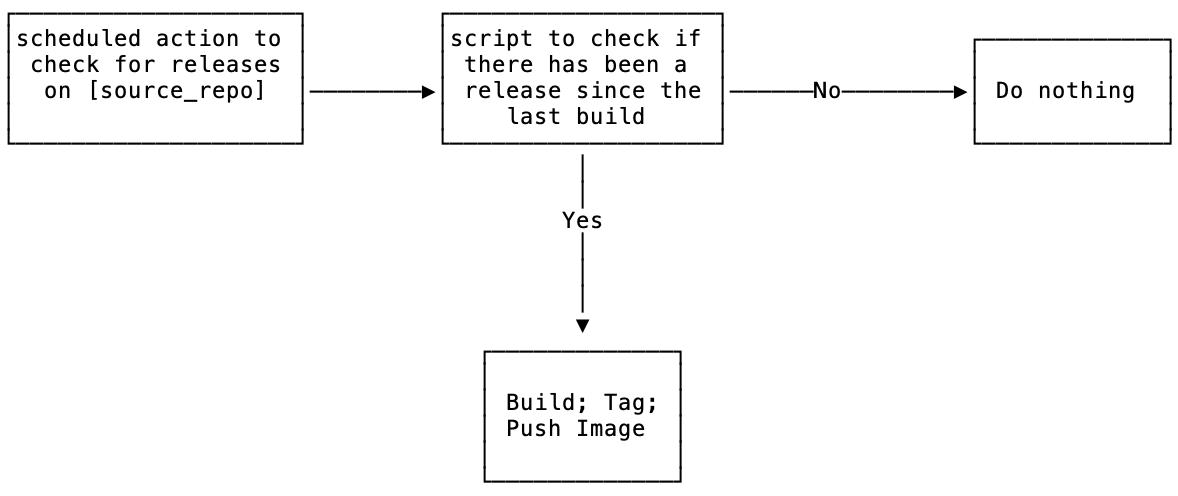 scheduled action to
check for releases
on [source_repo]
script to check if
there has been a
release since the
last build
No
Do nothing
Yes
Build; Tag;
Push Image